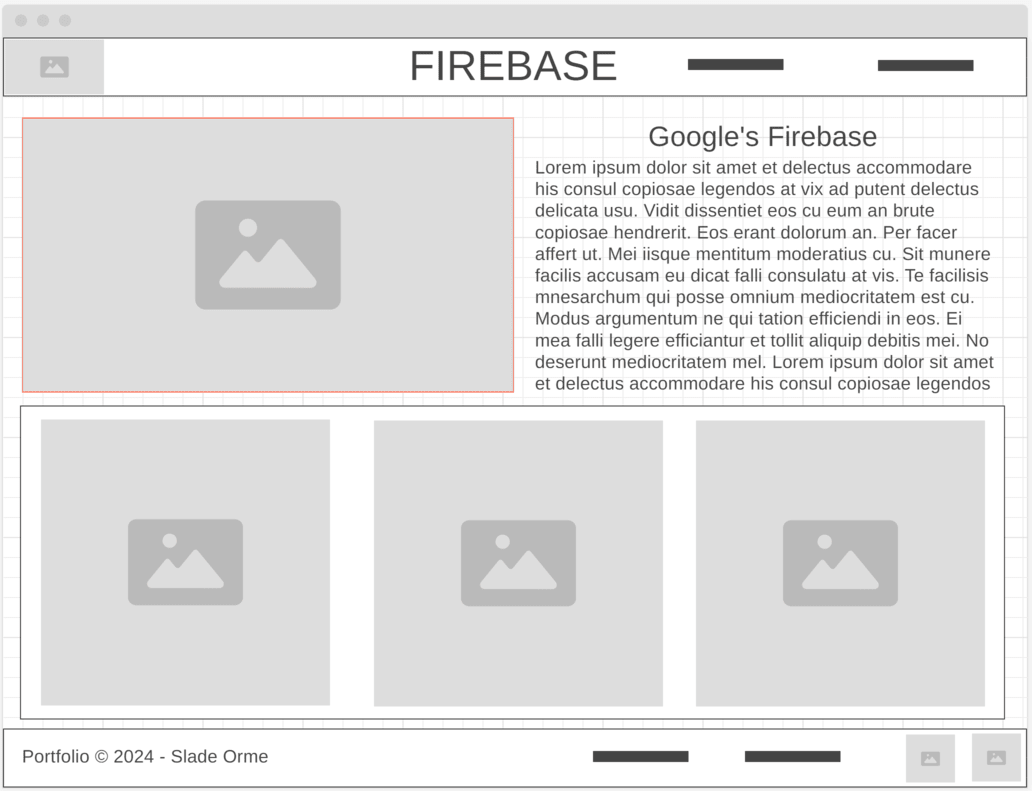 FIREBASE
Google's Firebase
Lorem ipsum dolor sit amet et delectus accommodare
his consul copiosae legendos at vix ad putent delectus
delicata usu. Vidit dissentiet eos cu eum an brute
copiosae hendrerit. Eos erant dolorum an. Per facer
affert ut. Mei iisque mentitum moderatius cu. Sit munere
facilis accusam eu dicat falli consulatu at vis. Te facilisis
mnesarchum qui posse omnium mediocritatem est cu.
Modus argumentum ne qui tation efficiendi in eos. Ei
mea falli legere efficiantur et tollit aliquip debitis mei. No
deserunt mediocritatem mel. Lorem ipsum dolor sit amet
et delectus accommodare his consul copiosae legendos
Portfolio © 2024 - Slade Orme